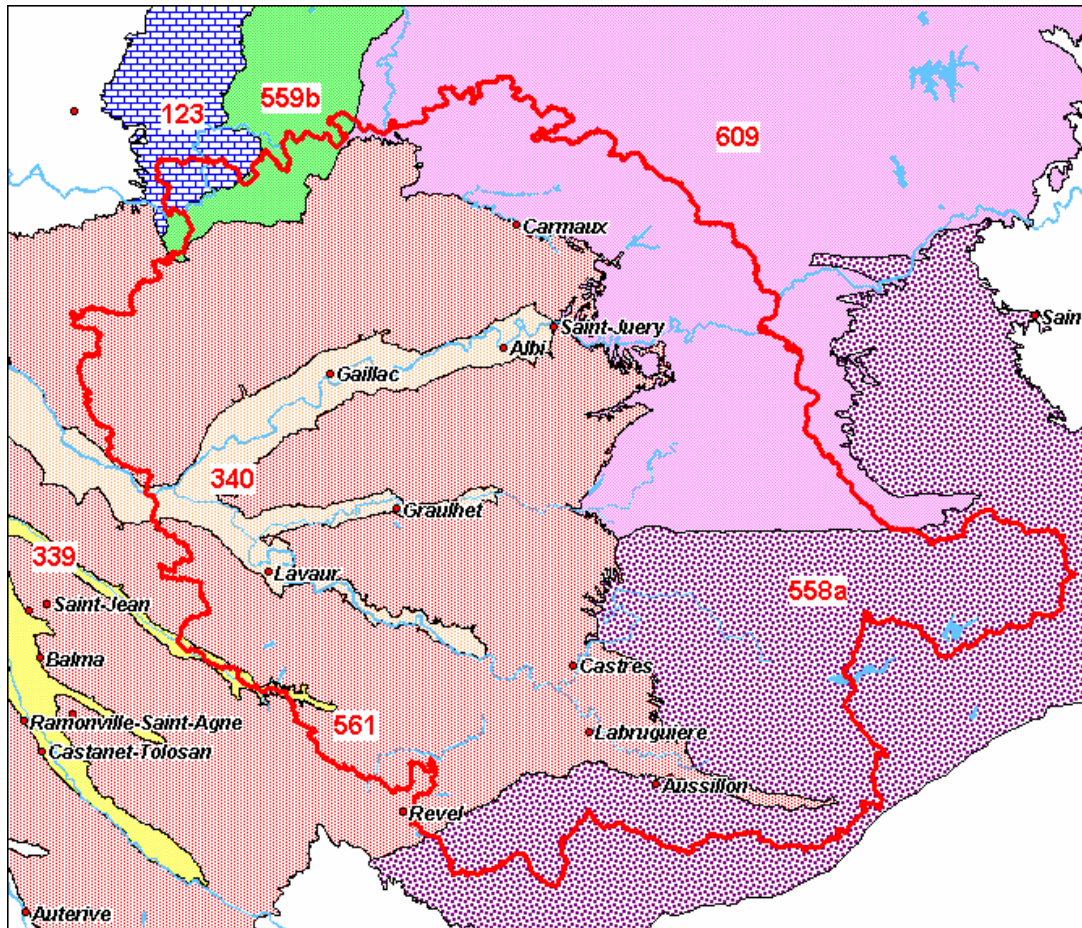 559b
123
609
Carmaux
Saint-Juery
Sain
Albi
Gaillac
340
Graulhet
339
Lavaur
558a
Saint-Jean
Balma
Castres
Ramonville-Saint-Agne
561
Labruguiere
Castanet-Tolosan
Aussillon
Revel
Auterive